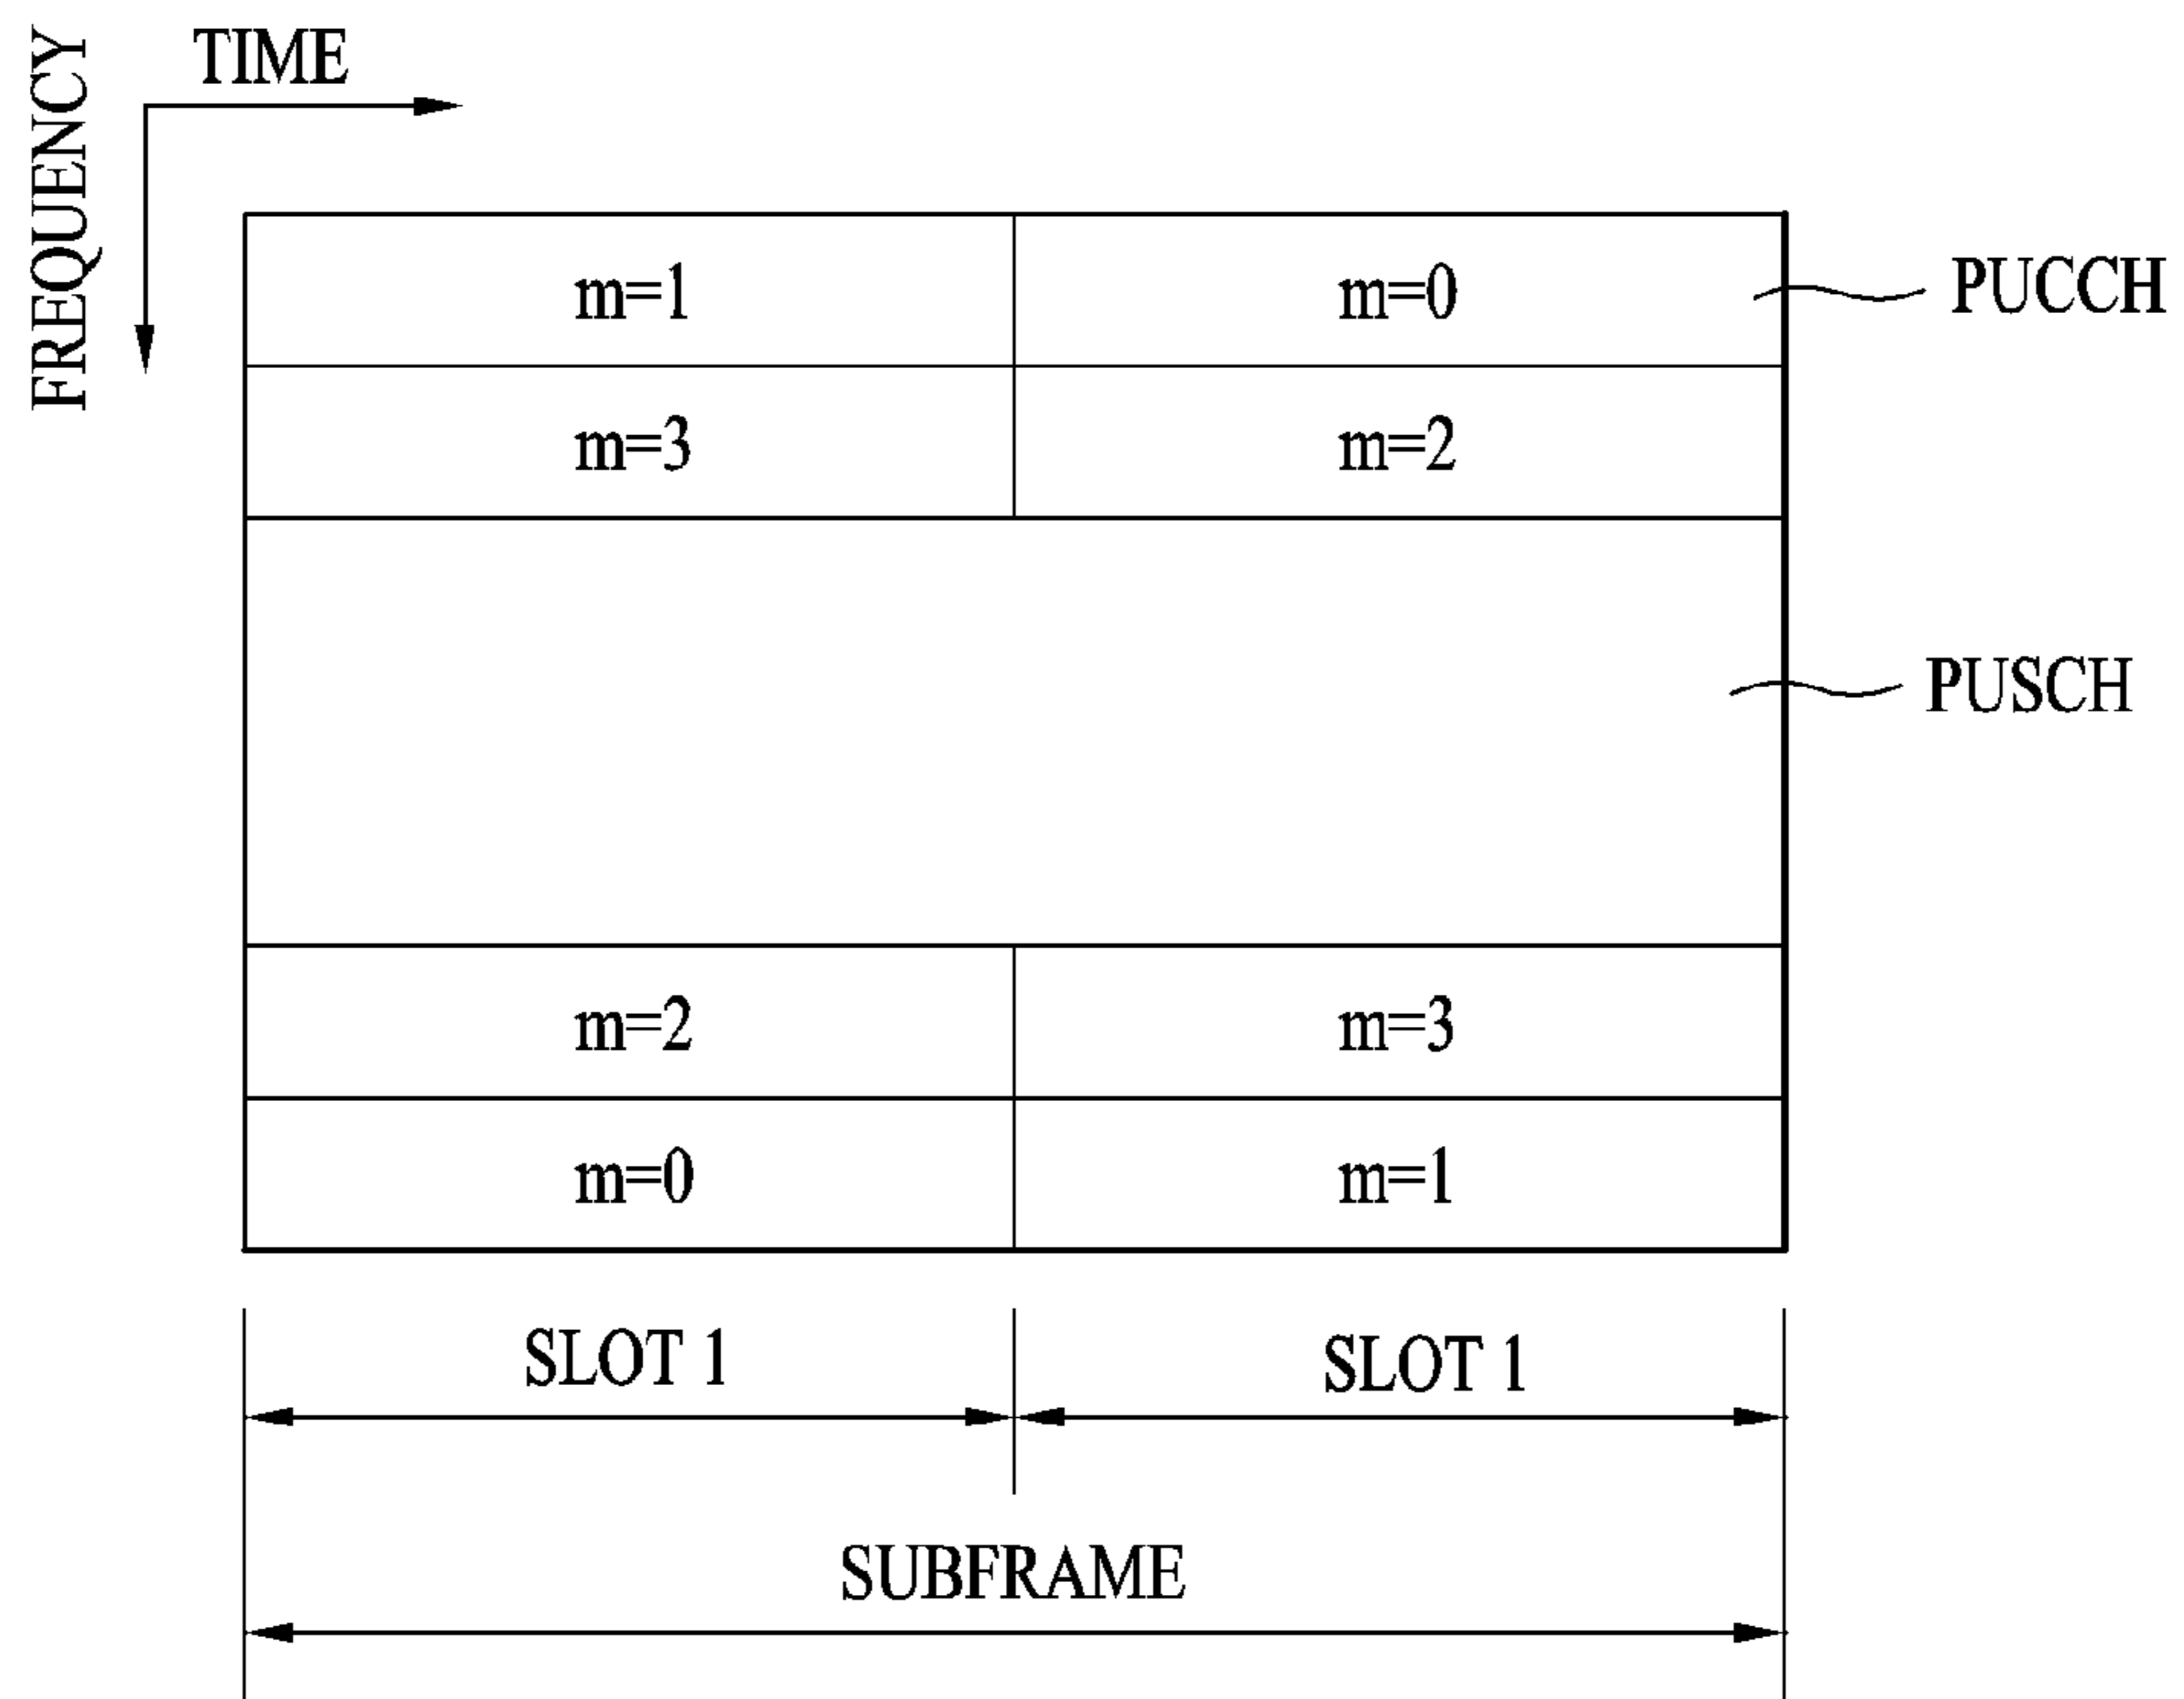 TIME
FREQUENCY
m=1 m=0 PUCCH
m=3 m=2
PUSCH
m=2 m=3
m=0 m=1
SLOT 1 SLOT 1
SUBFRAME